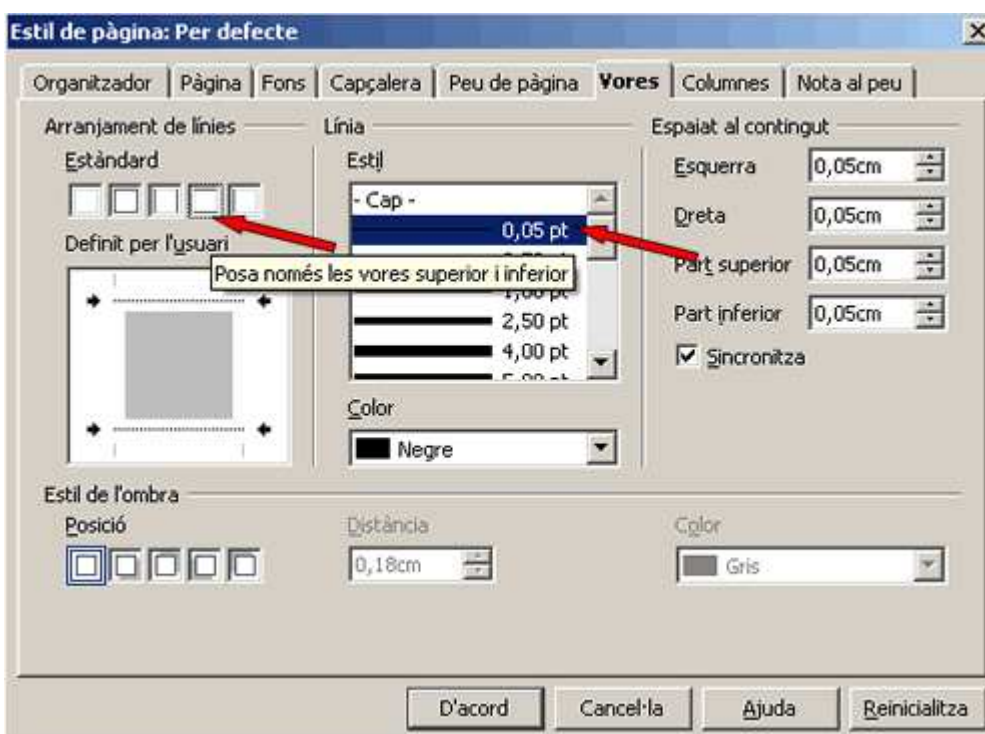 Estil de pàgina: Per defecte
Organitzador Pàgina Fons Capçalera Peu de pàgina Vores Columnes Nota al peu
Arranjament de línies
Estàndard
Definit per l'usuari
Posa només les vores superior i inferior
Línia
Estil
- Cap -
0,05 pt
1,00 pt
2,50 pt
4,00 pt
Color
Negre
Espaiat al contingut
Esquerra 0,05cm
Dreta 0,05cm
Part superior 0,05cm
Part inferior 0,05cm
Sincronitza
Estil de l'ombra
Posició
Distància
0,18cm
Color
Gris
D'acord Cancel·la Ajuda Reinicialitza